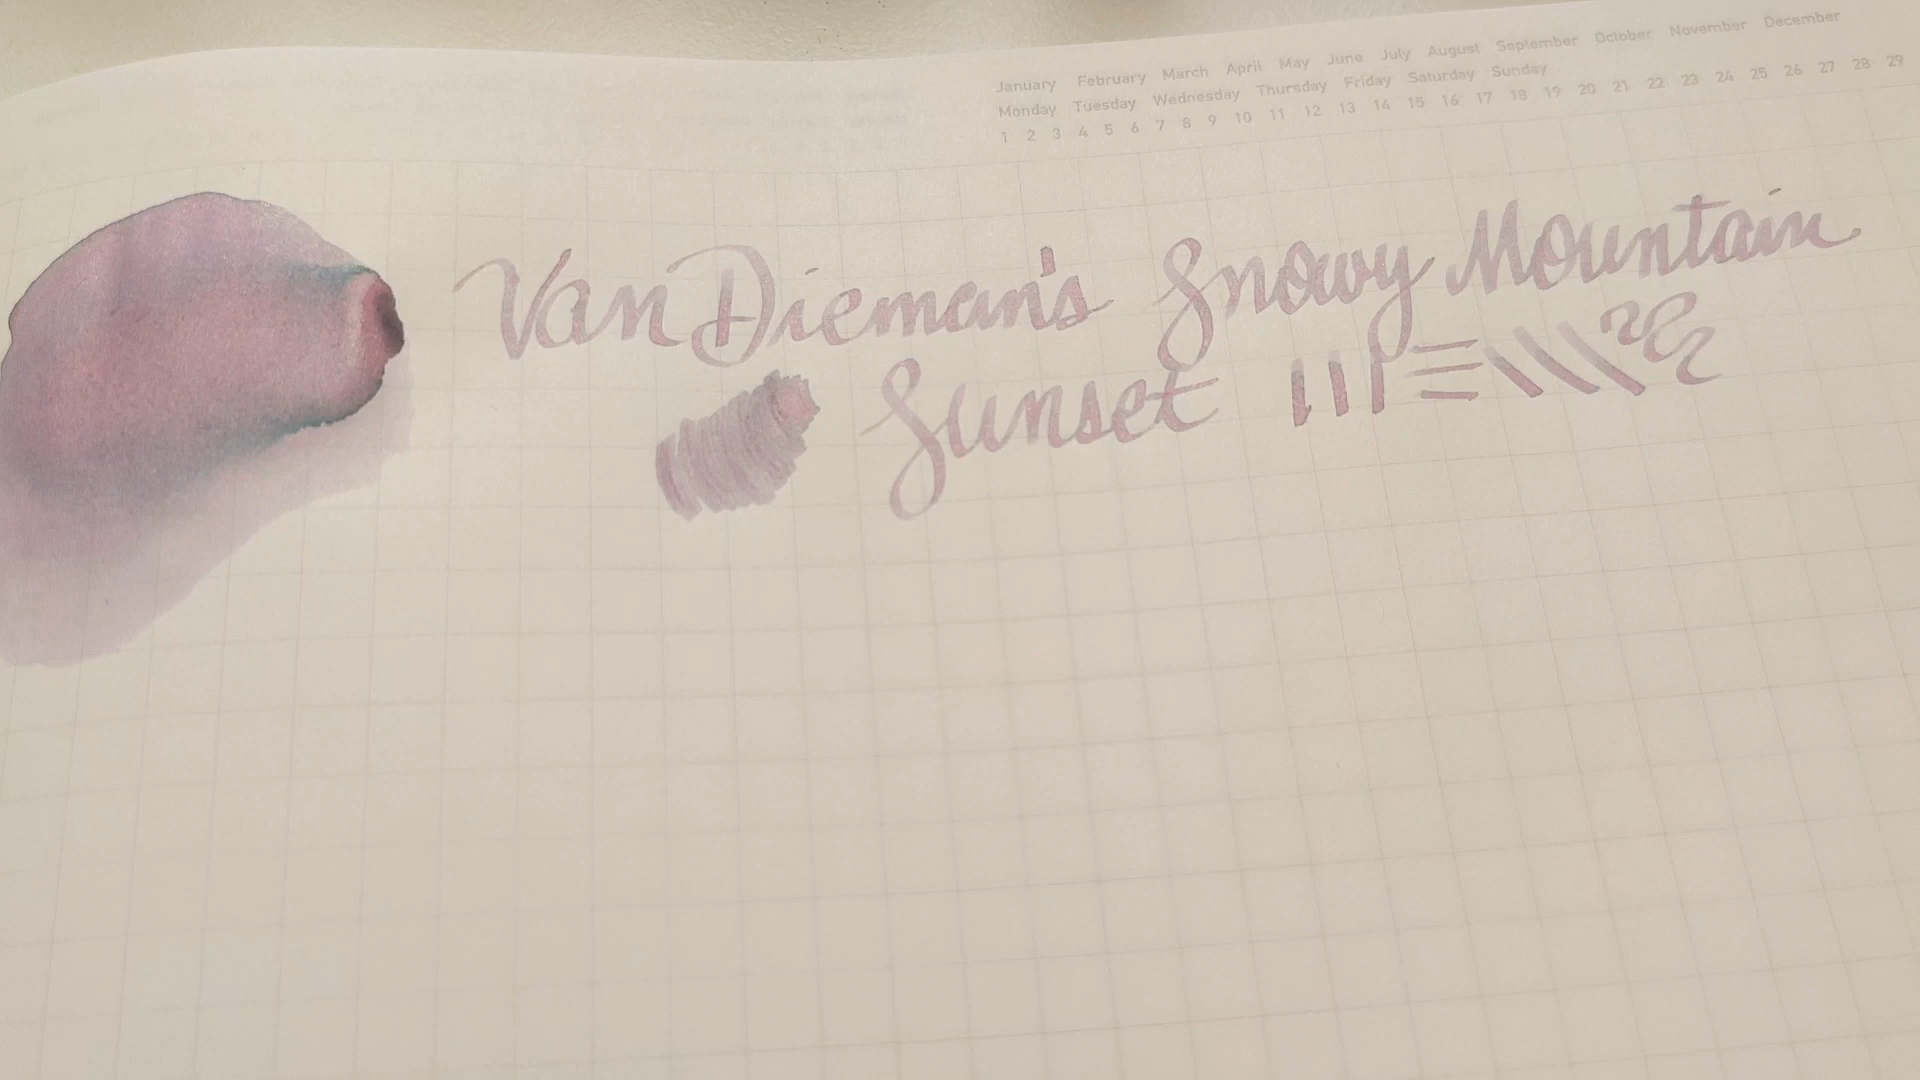 January February March April May June July August September October November December
Monday Tuesday Wednesday Thursday Friday Saturday Sunday
1 2 3 4 5 6 7 8 9 10 11 12 13 14 15 16 17 18 19 20 21 22 23 24 25 26 27 28 29
Van Dieman's Snowy Mountain
Sunset